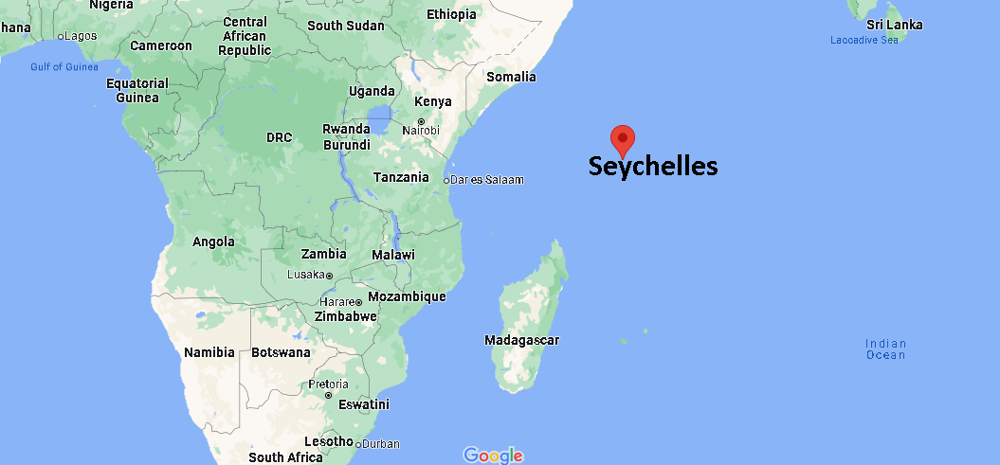 Nigeria
Ethiopia
hana
Lagos
Central
African
Republic
South Sudan
Sri Lanka
Cameroon
Laccadive Sea
Gulf of Guinea
Somalia
Equatorial
Guinea
Uganda
Kenya
Nairobi
DRC
Rwanda
Burundi
Seychelles
Tanzania
Dar es Salaam
Angola
Zambia
Malawi
Lusaka
Harare
Mozambique
Zimbabwe
Madagascar
Indian
Ocean
Namibia
Botswana
Pretoria
Eswatini
Lesotho
Durban
South Africa
Google